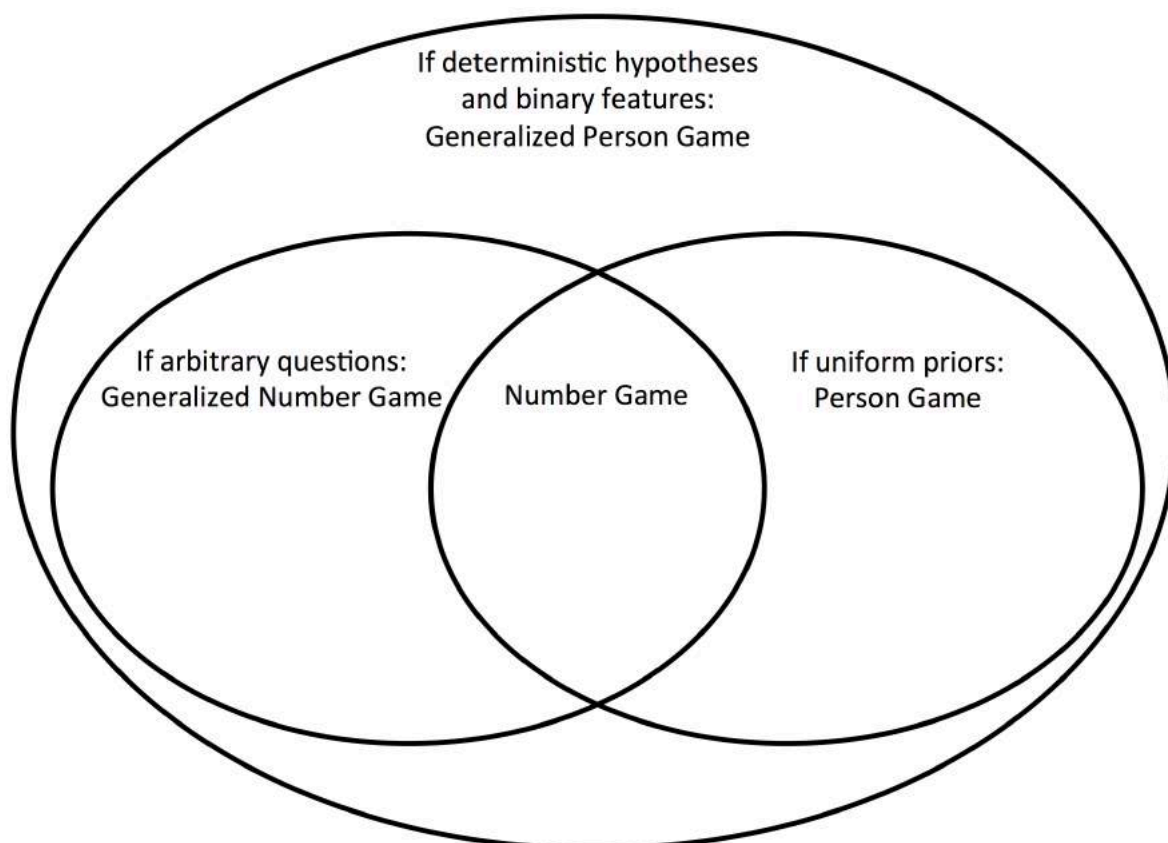 If deterministic hypotheses
and binary features:
Generalized Person Game
If arbitrary questions:
Generalized Number Game
Number Game
If uniform priors:
Person Game